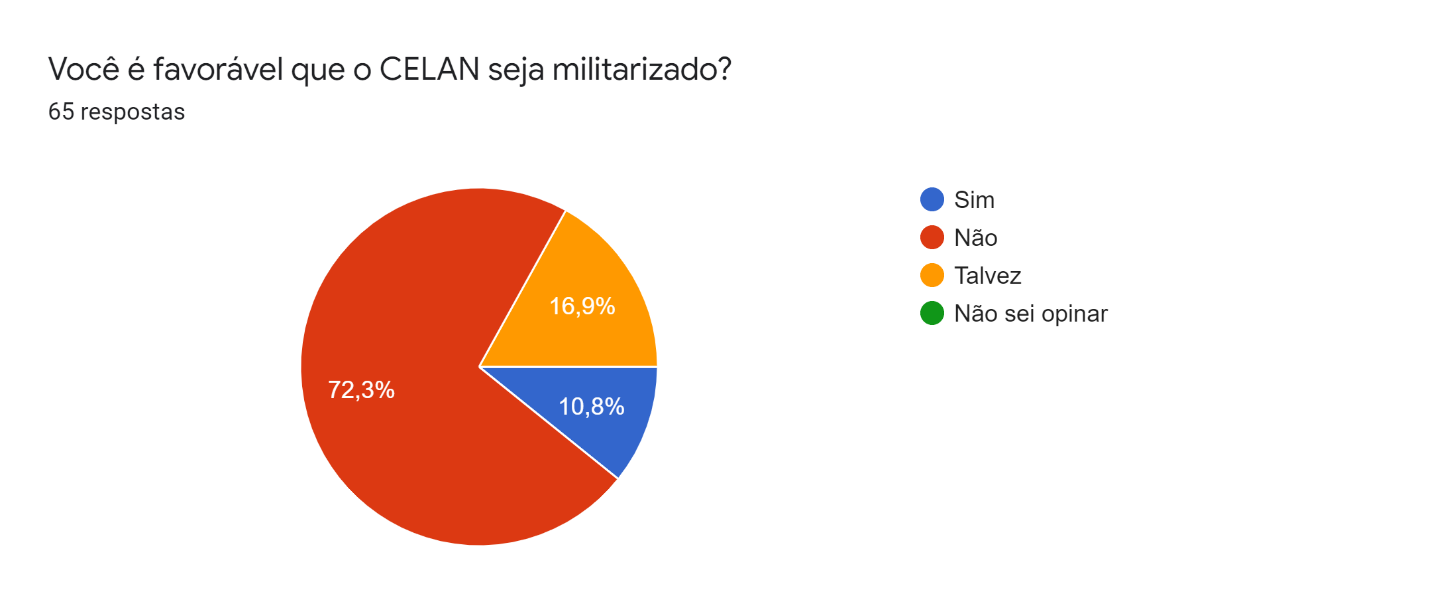 Você é favorável que o CELAN seja militarizado?
65 respostas
Sim
Não
Talvez
Não sei opinar
16,9%
72,3%
10,8%